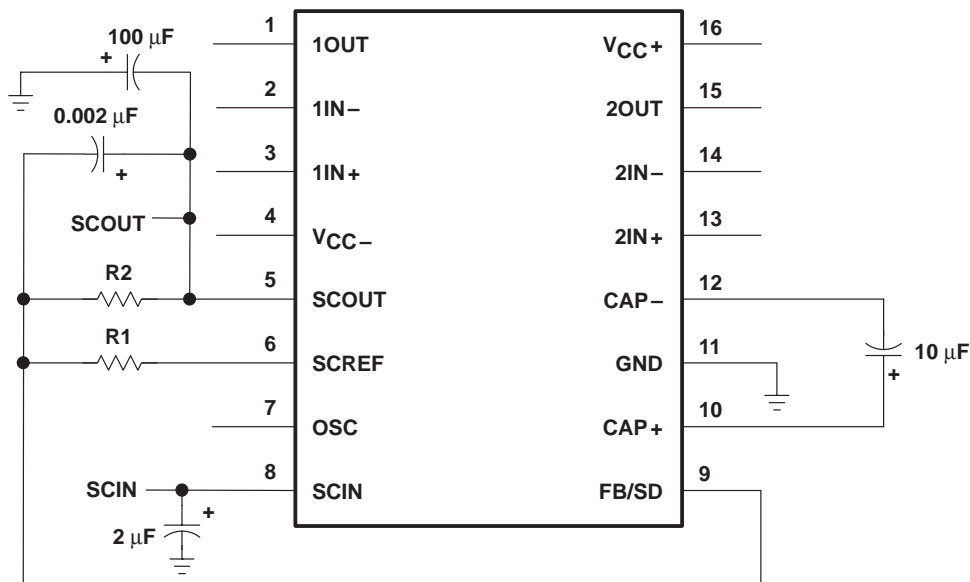 100 μF
0.002 μF
SCOUT
R2
R1
SCIN
2 μF
1 1OUT
2 1IN−
3 1IN+
4 VCC−
5 SCOUT
6 SCREF
7 OSC
8 SCIN
VCC+ 16
2OUT 15
2IN− 14
2IN+ 13
CAP− 12
GND 11
CAP+ 10
FB/SD 9
10 μF
+
+
+
+